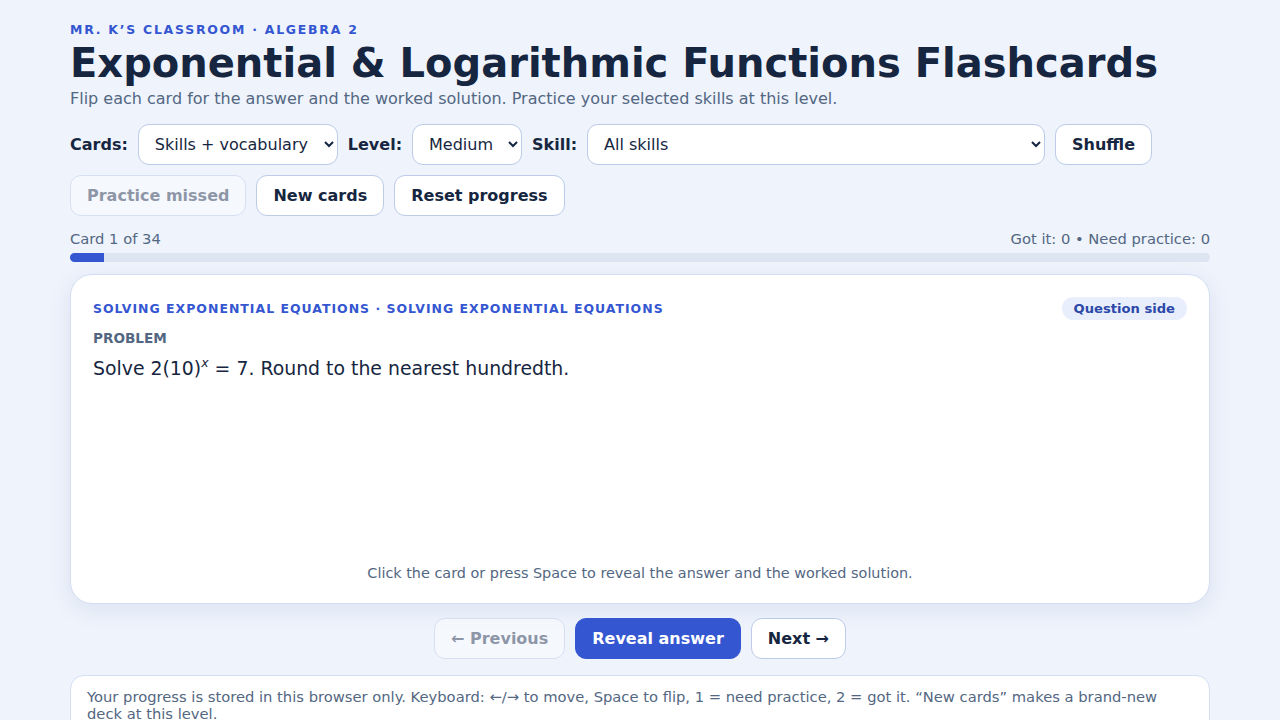 MR. K’S CLASSROOM · ALGEBRA 2
Exponential & Logarithmic Functions Flashcards
Flip each card for the answer and the worked solution. Practice your selected skills at this level.
Cards: Skills + vocabulary Level: Medium Skill: All skills Shuffle
Practice missed New cards Reset progress
Card 1 of 34 Got it: 0 • Need practice: 0
SOLVING EXPONENTIAL EQUATIONS · SOLVING EXPONENTIAL EQUATIONS Question side
PROBLEM
Solve 2(10)ˣ = 7. Round to the nearest hundredth.
Click the card or press Space to reveal the answer and the worked solution.
← Previous Reveal answer Next →
Your progress is stored in this browser only. Keyboard: ←/→ to move, Space to flip, 1 = need practice, 2 = got it. “New cards” makes a brand-new
deck at this level.